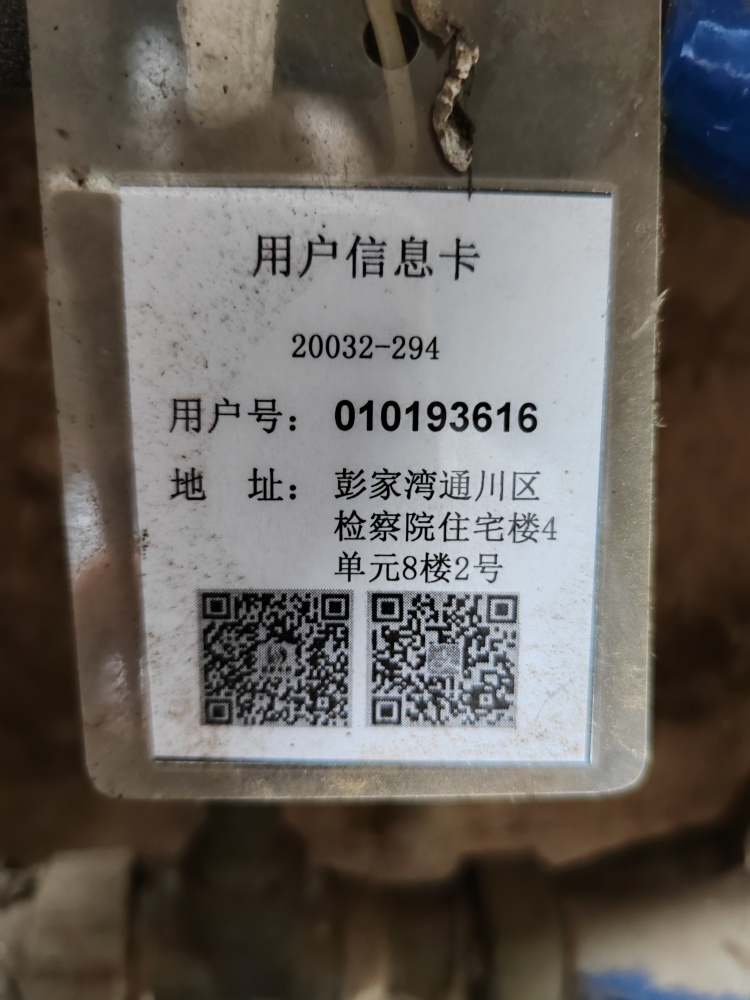 用户信息卡
20032-294
用户号：010193616
地　址：彭家湾通川区
检察院住宅楼4
单元8楼2号